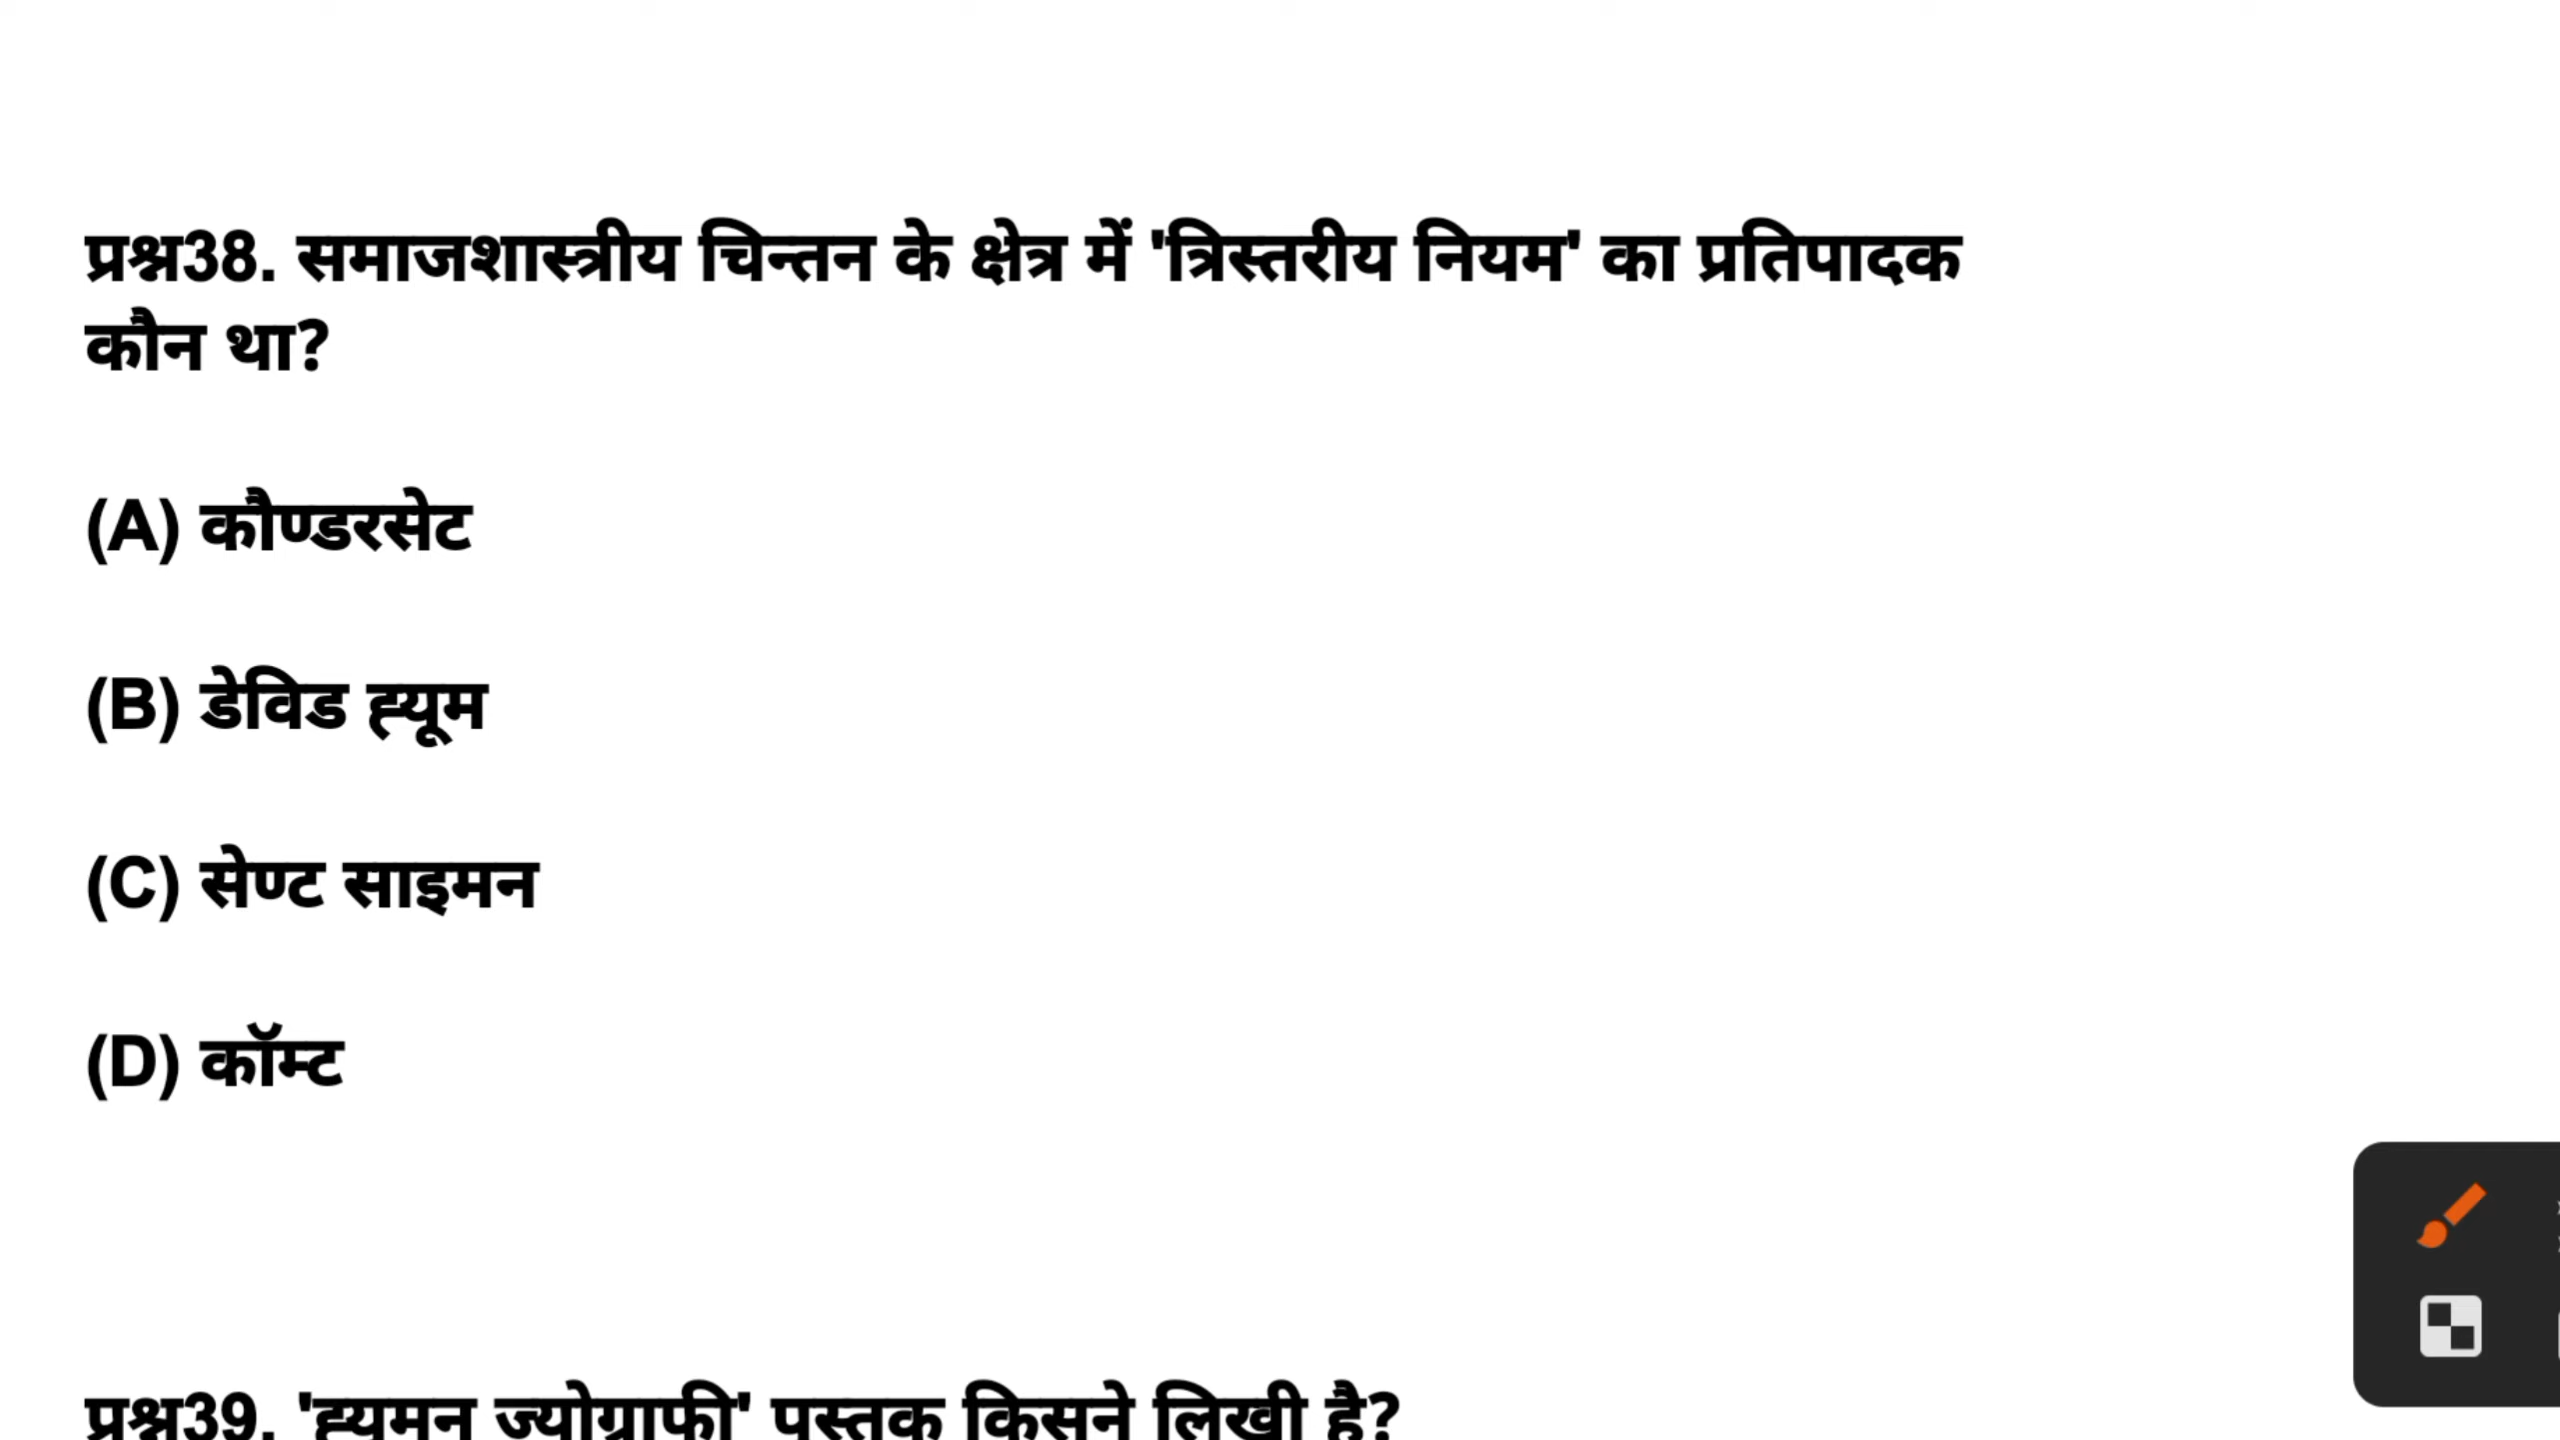 प्रश्न38. समाजशास्त्रीय चिन्तन के क्षेत्र में 'त्रिस्तरीय नियम' का प्रतिपादक
कौन था?
(A) कौण्डरसेट
(B) डेविड ह्यूम
(C) सेण्ट साइमन
(D) कॉम्ट
प्रश्न39. 'ह्यूमन ज्योग्राफी' पुस्तक किसने लिखी है?